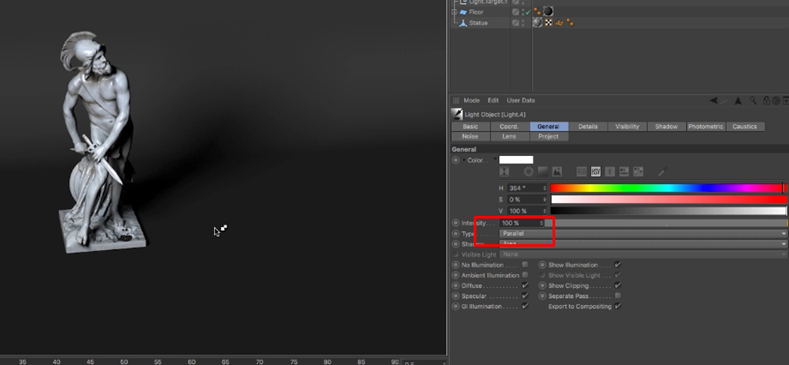 Light.Target.1
Floor
Statue
Mode Edit User Data
Light Object [Light.4]
Basic Coord. General Details Visibility Shadow Photometric Caustics
Noise Lens Project
General
Color
H 354 °
S 0 %
V 100 %
Intensity 100 %
Type Parallel
Visible Light None
No Illumination Show Illumination
Ambient Illumination Show Visible Light
Diffuse Show Clipping
Specular Separate Pass
GI Illumination Export to Compositing
35 40 45 50 55 60 65 70 75 80 85 90